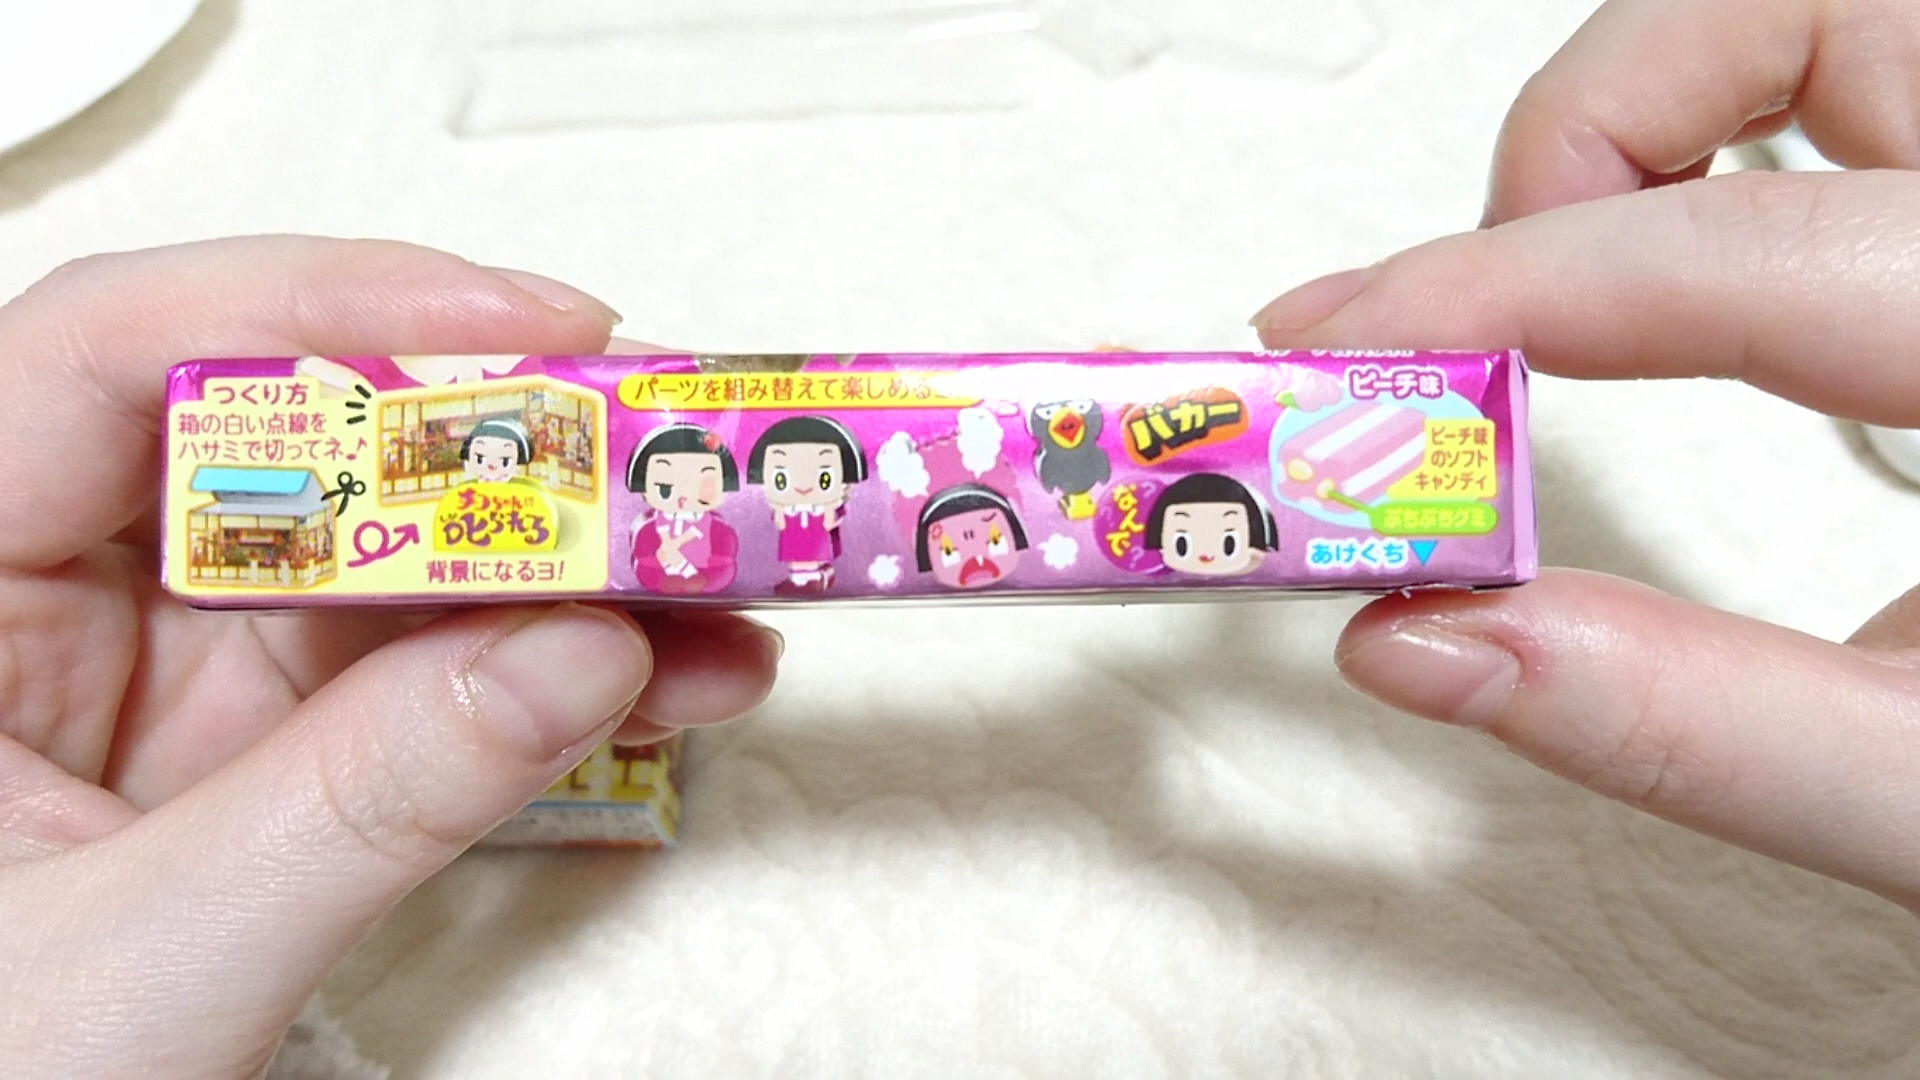 つくり方
箱の白い点線を
ハサミで切ってネ♪
チコちゃんに
叱られる
背景になるヨ!
パーツを組み替えて楽しめる
バカー
なんで
ピーチ味
ピーチ味
のソフト
キャンディ
ぷちぷちグミ
あけくち▼